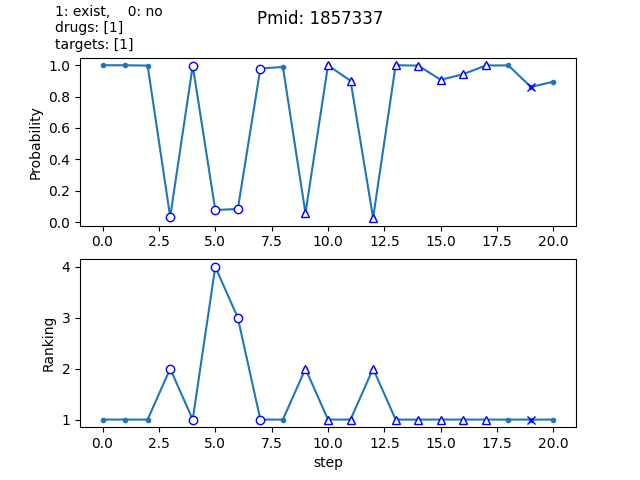 1: exist,    0: no
Pmid: 1857337
drugs: [1]
targets: [1]
1.0
0.8
0.6
0.4
0.2
0.0
Probability
0.0 2.5 5.0 7.5 10.0 12.5 15.0 17.5 20.0
4
3
2
1
Ranking
0.0 2.5 5.0 7.5 10.0 12.5 15.0 17.5 20.0
step